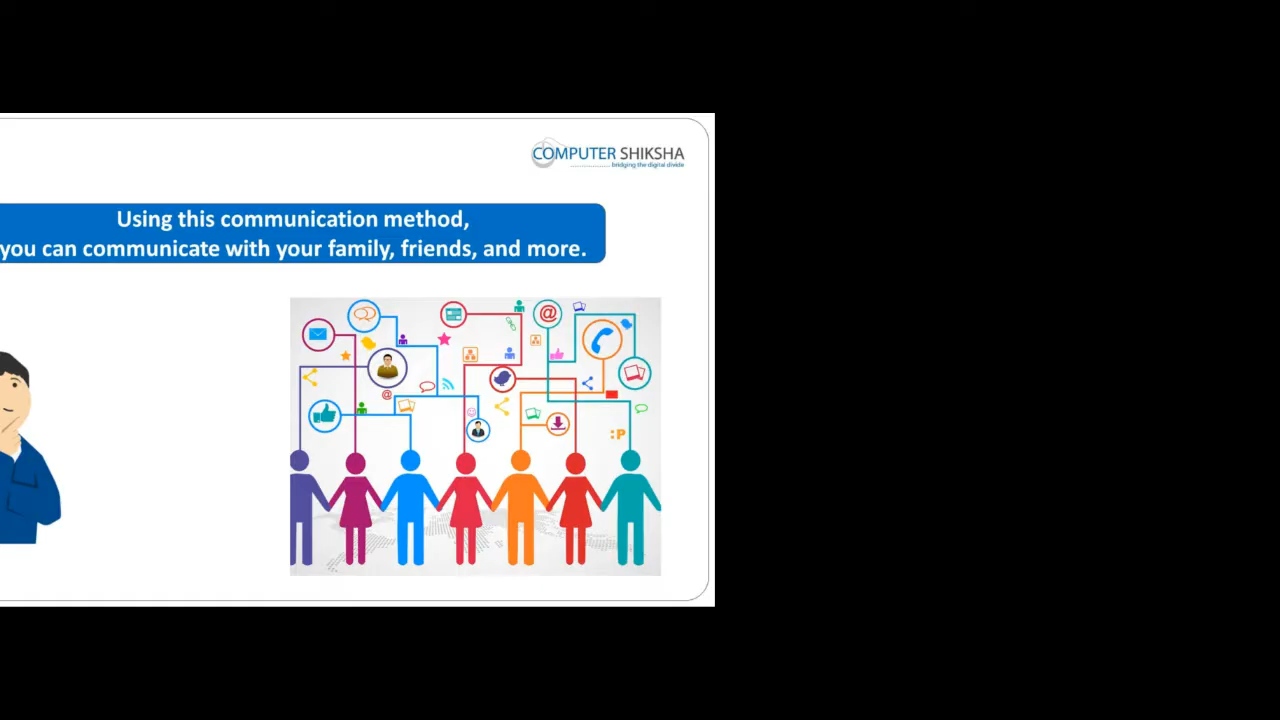 COMPUTER SHIKSHA
bridging the digital divide
Using this communication method,
you can communicate with your family, friends, and more.
@
@
:P